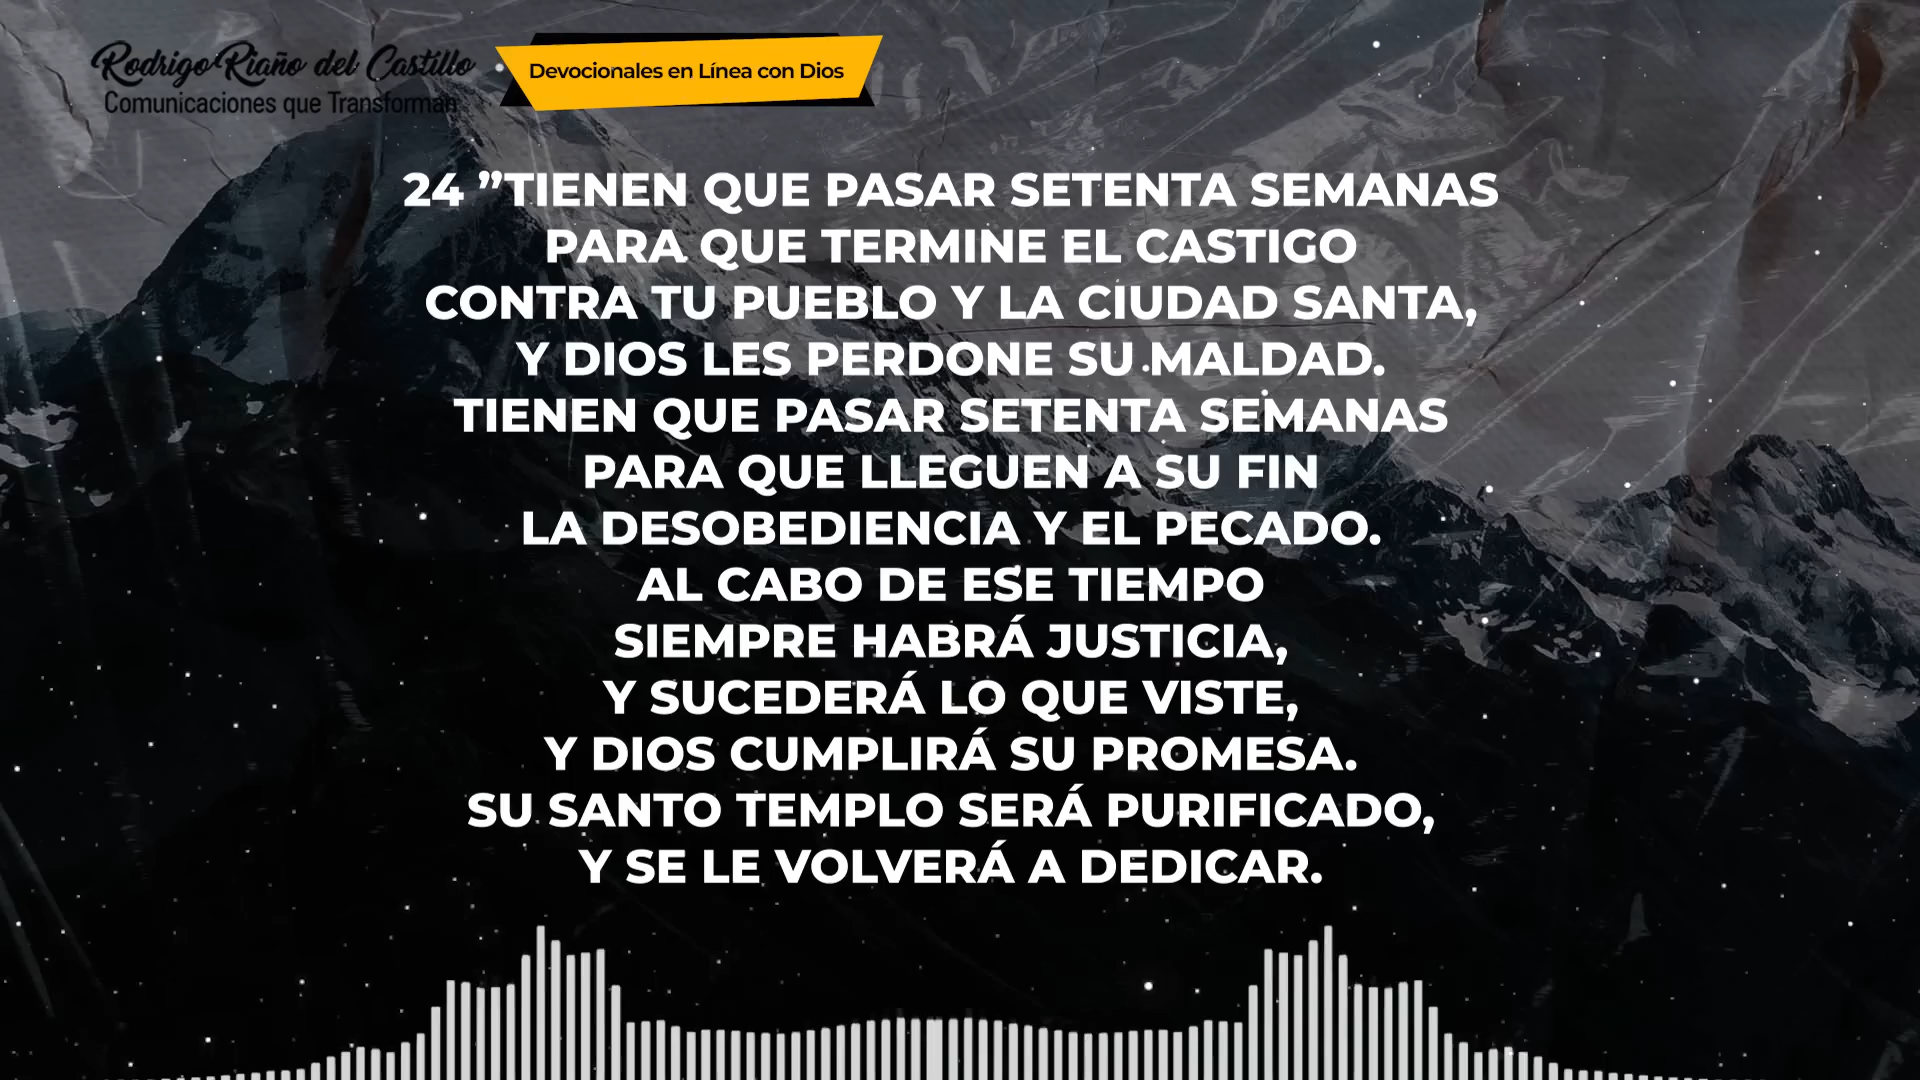 Rodrigo Riaño del Castillo
Comunicaciones que Transforman
Devocionales en Línea con Dios
24 ”TIENEN QUE PASAR SETENTA SEMANAS
PARA QUE TERMINE EL CASTIGO
CONTRA TU PUEBLO Y LA CIUDAD SANTA,
Y DIOS LES PERDONE SU MALDAD.
TIENEN QUE PASAR SETENTA SEMANAS
PARA QUE LLEGUEN A SU FIN
LA DESOBEDIENCIA Y EL PECADO.
AL CABO DE ESE TIEMPO
SIEMPRE HABRÁ JUSTICIA,
Y SUCEDERÁ LO QUE VISTE,
Y DIOS CUMPLIRÁ SU PROMESA.
SU SANTO TEMPLO SERÁ PURIFICADO,
Y SE LE VOLVERÁ A DEDICAR.